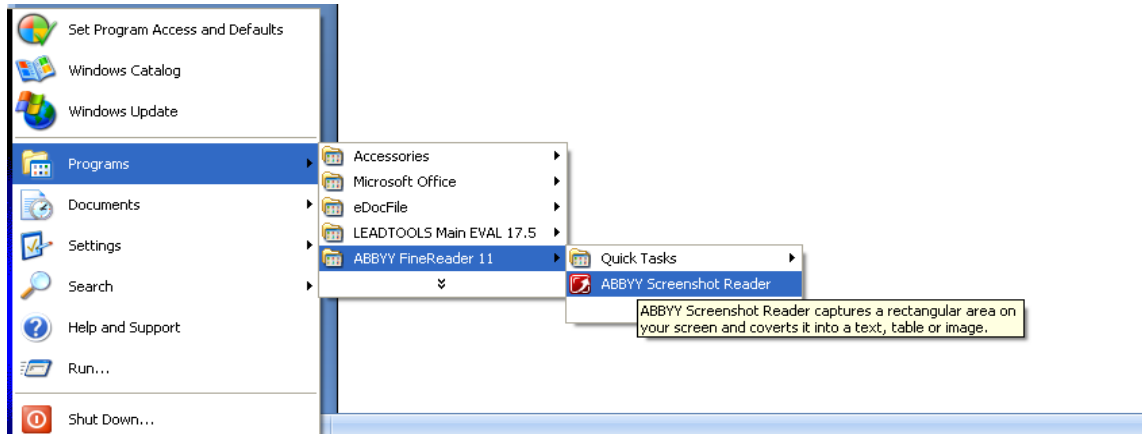 Set Program Access and Defaults
Windows Catalog
Windows Update
Programs
Documents
Settings
Search
Help and Support
Run...
Shut Down...
Accessories
Microsoft Office
eDocFile
LEADTOOLS Main EVAL 17.5
ABBYY FineReader 11
Quick Tasks
ABBYY Screenshot Reader
ABBYY Screenshot Reader captures a rectangular area on
your screen and coverts it into a text, table or image.